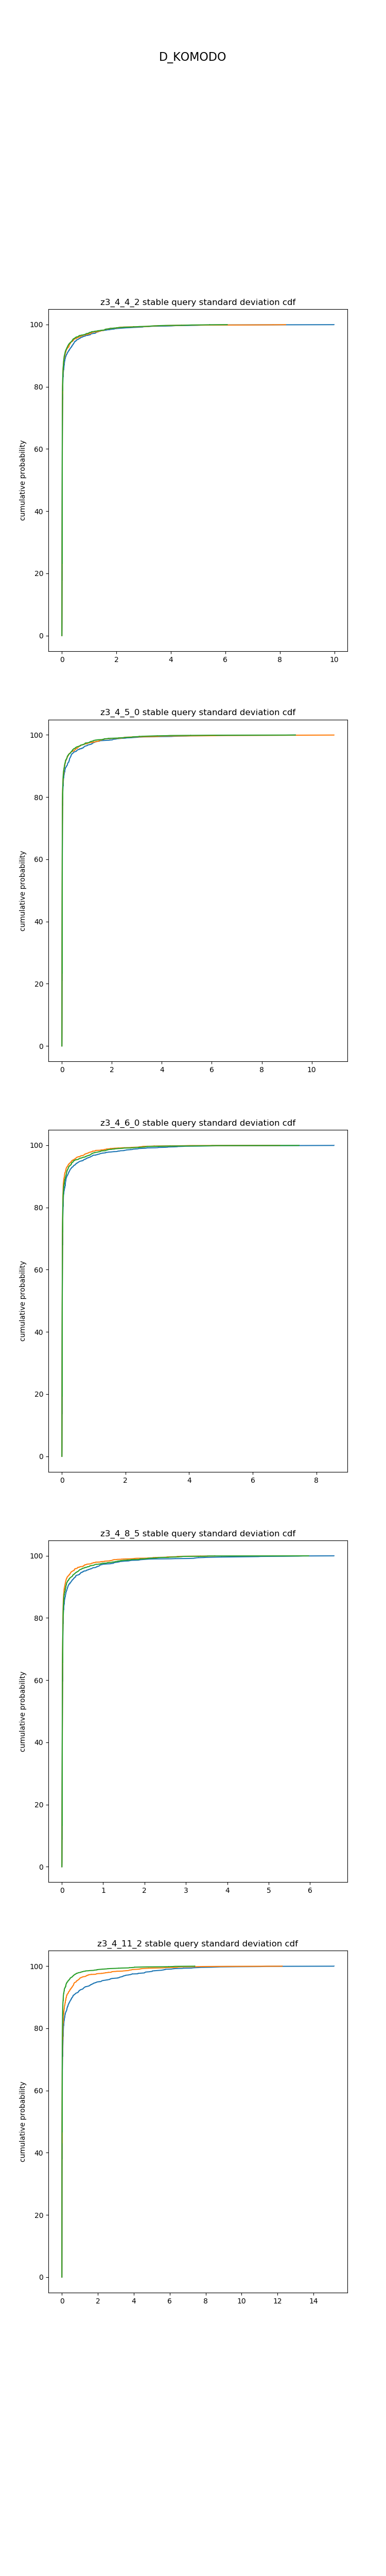 D_KOMODO
z3_4_4_2 stable query standard deviation cdf
100
80
60
40
20
0
cumulative probability
0 2 4 6 8 10
z3_4_5_0 stable query standard deviation cdf
100
80
60
40
20
0
cumulative probability
0 2 4 6 8 10
z3_4_6_0 stable query standard deviation cdf
100
80
60
40
20
0
cumulative probability
0 2 4 6 8
z3_4_8_5 stable query standard deviation cdf
100
80
60
40
20
0
cumulative probability
0 1 2 3 4 5 6
z3_4_11_2 stable query standard deviation cdf
100
80
60
40
20
0
cumulative probability
0 2 4 6 8 10 12 14